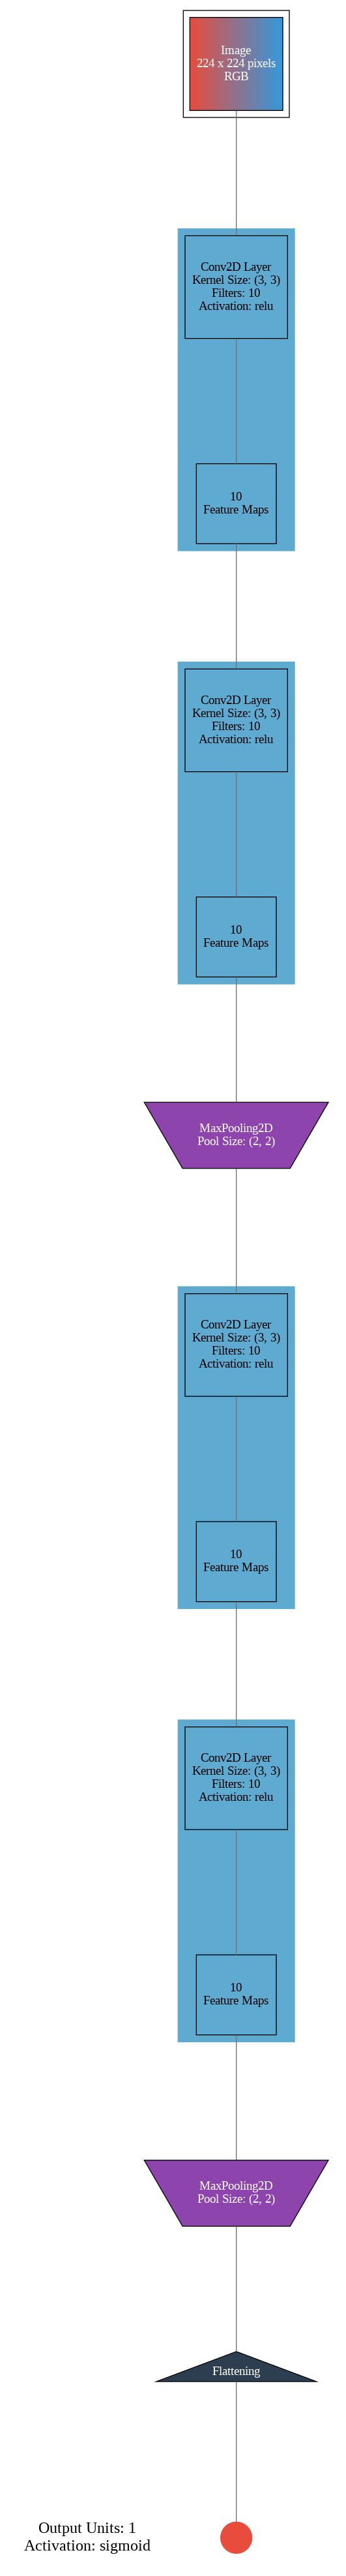 Image
224 x 224 pixels
RGB
Conv2D Layer
Kernel Size: (3, 3)
Filters: 10
Activation: relu
10
Feature Maps
Conv2D Layer
Kernel Size: (3, 3)
Filters: 10
Activation: relu
10
Feature Maps
MaxPooling2D
Pool Size: (2, 2)
Conv2D Layer
Kernel Size: (3, 3)
Filters: 10
Activation: relu
10
Feature Maps
Conv2D Layer
Kernel Size: (3, 3)
Filters: 10
Activation: relu
10
Feature Maps
MaxPooling2D
Pool Size: (2, 2)
Flattening
Output Units: 1
Activation: sigmoid